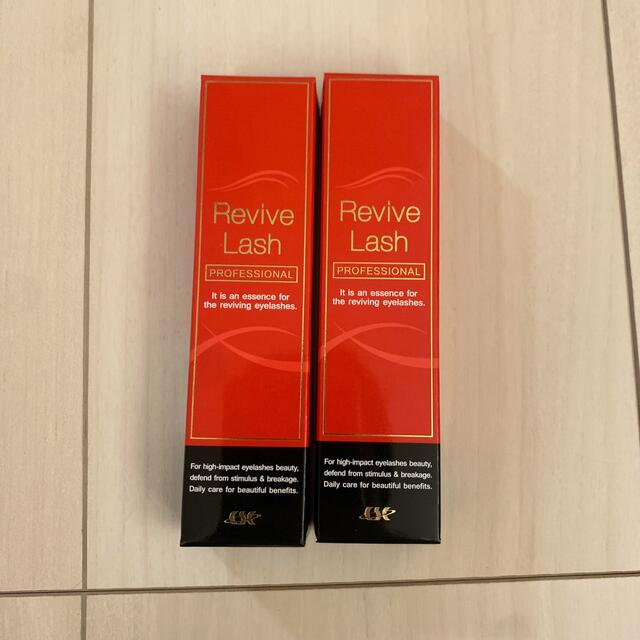 Revive
Lash
PROFESSIONAL
It is an essence for
the reviving eyelashes.
For high-impact eyelashes beauty,
defend from stimulus & breakage.
Daily care for beautiful benefits.
Revive
Lash
PROFESSIONAL
It is an essence for
the reviving eyelashes.
For high-impact eyelashes beauty,
defend from stimulus & breakage.
Daily care for beautiful benefits.